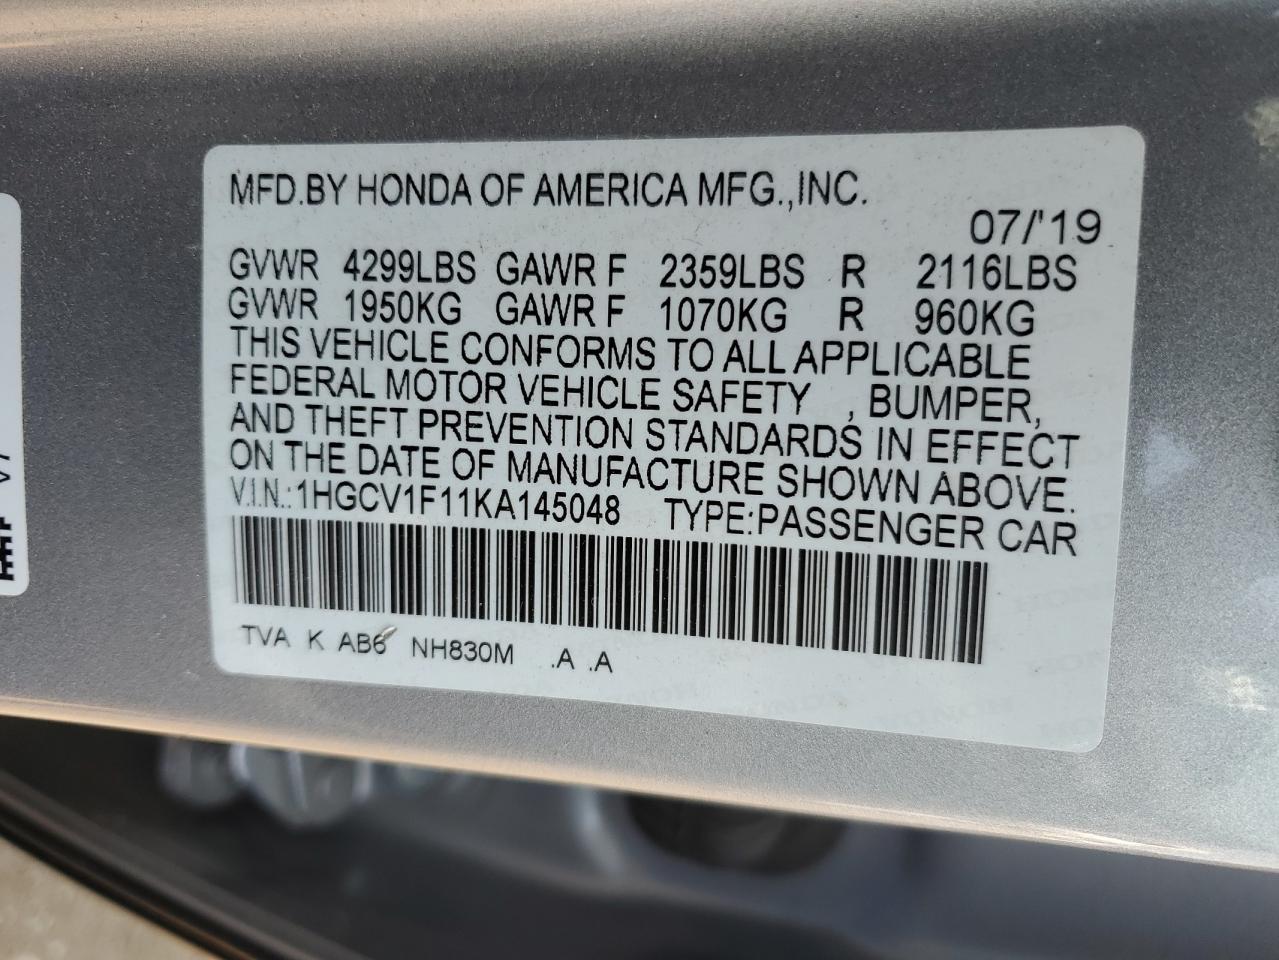 MFD.BY HONDA OF AMERICA MFG.,INC.
07/'19
GVWR 4299LBS GAWR F 2359LBS R 2116LBS
GVWR 1950KG GAWR F 1070KG R 960KG
THIS VEHICLE CONFORMS TO ALL APPLICABLE
FEDERAL MOTOR VEHICLE SAFETY , BUMPER,
AND THEFT PREVENTION STANDARDS IN EFFECT
ON THE DATE OF MANUFACTURE SHOWN ABOVE.
V.I.N.: 1HGCV1F11KA145048 TYPE:PASSENGER CAR
TVA K AB6 NH830M .A .A